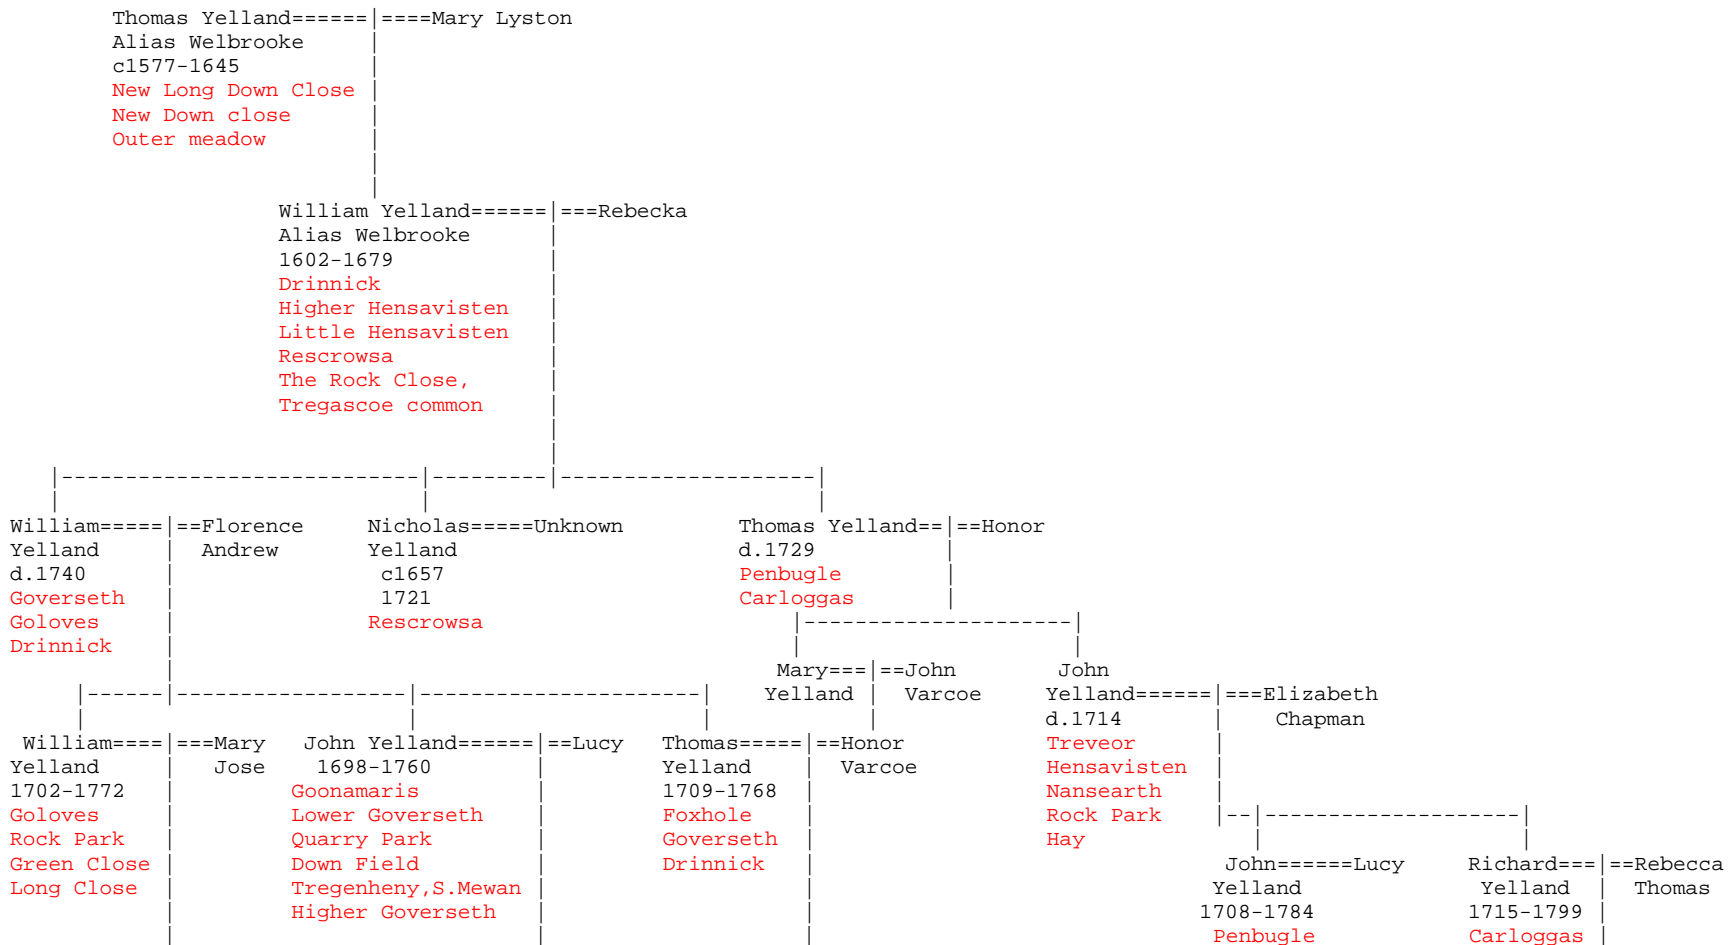 Thomas Yelland======|====Mary Lyston
Alias Welbrooke
c1577-1645
New Long Down Close
New Down close
Outer meadow
William Yelland======|===Rebecka
Alias Welbrooke
1602-1679
Drinnick
Higher Hensavisten
Little Hensavisten
Rescrowsa
The Rock Close,
Tregascoe common
William=====|==Florence
Yelland Andrew
d.1740
Goverseth
Goloves
Drinnick
Nicholas=====Unknown
Yelland
c1657
1721
Rescrowsa
Thomas Yelland==|==Honor
d.1729
Penbugle
Carloggas
Mary===|==John
Yelland Varcoe
John
Yelland======|===Elizabeth
d.1714 Chapman
Treveor
Hensavisten
Nansearth
Rock Park
Hay
William====|===Mary
Yelland Jose
1702-1772
Goloves
Rock Park
Green Close
Long Close
John Yelland======|==Lucy
1698-1760
Goonamaris
Lower Goverseth
Quarry Park
Down Field
Tregenheny,S.Mewan
Higher Goverseth
Thomas=====|==Honor
Yelland Varcoe
1709-1768
Foxhole
Goverseth
Drinnick
John======Lucy
Yelland
1708-1784
Penbugle
Richard===|==Rebecca
Yelland Thomas
1715-1799
Carloggas